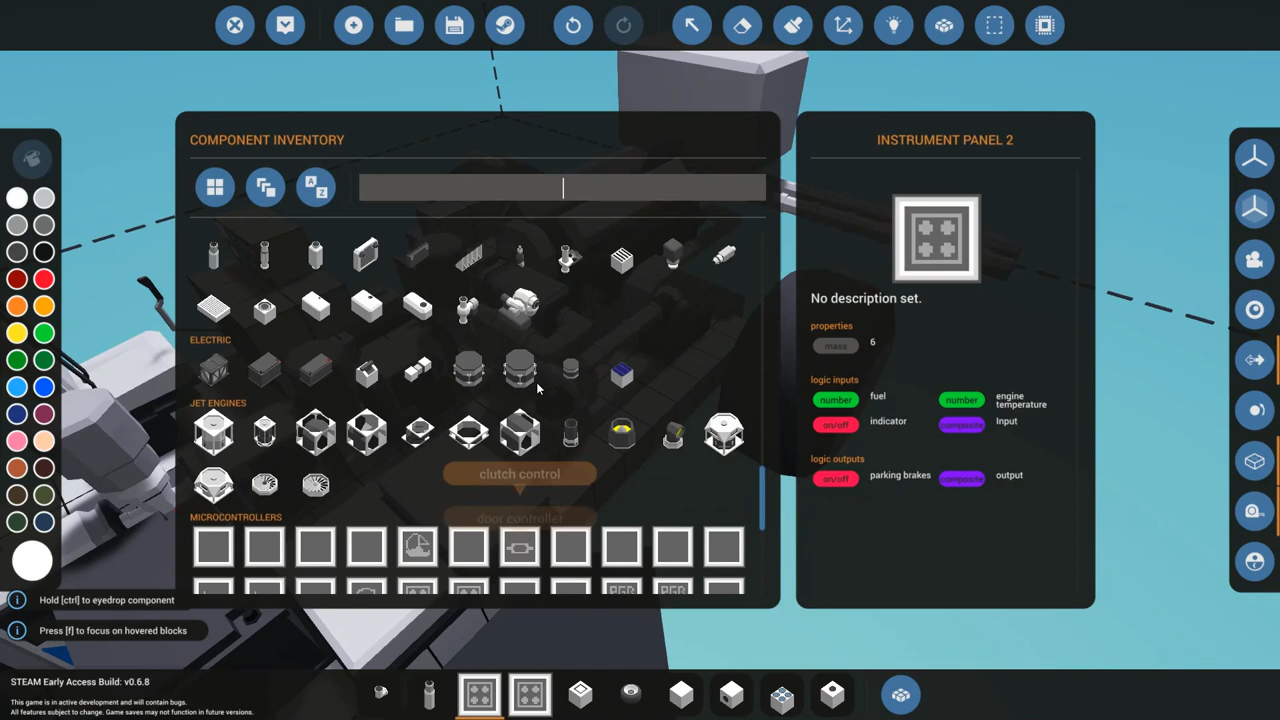 COMPONENT INVENTORY
A
Z
ELECTRIC
JET ENGINES
clutch control
door controller
MICROCONTROLLERS
INSTRUMENT PANEL 2
No description set.
properties
mass 6
logic inputs
number fuel number engine temperature
on/off indicator composite Input
logic outputs
on/off parking brakes composite output
Hold [ctrl] to eyedrop component
Press [f] to focus on hovered blocks
STEAM Early Access Build: v0.6.8
This game is in active development and will contain bugs.
All features subject to change. Game saves may not function in future versions.